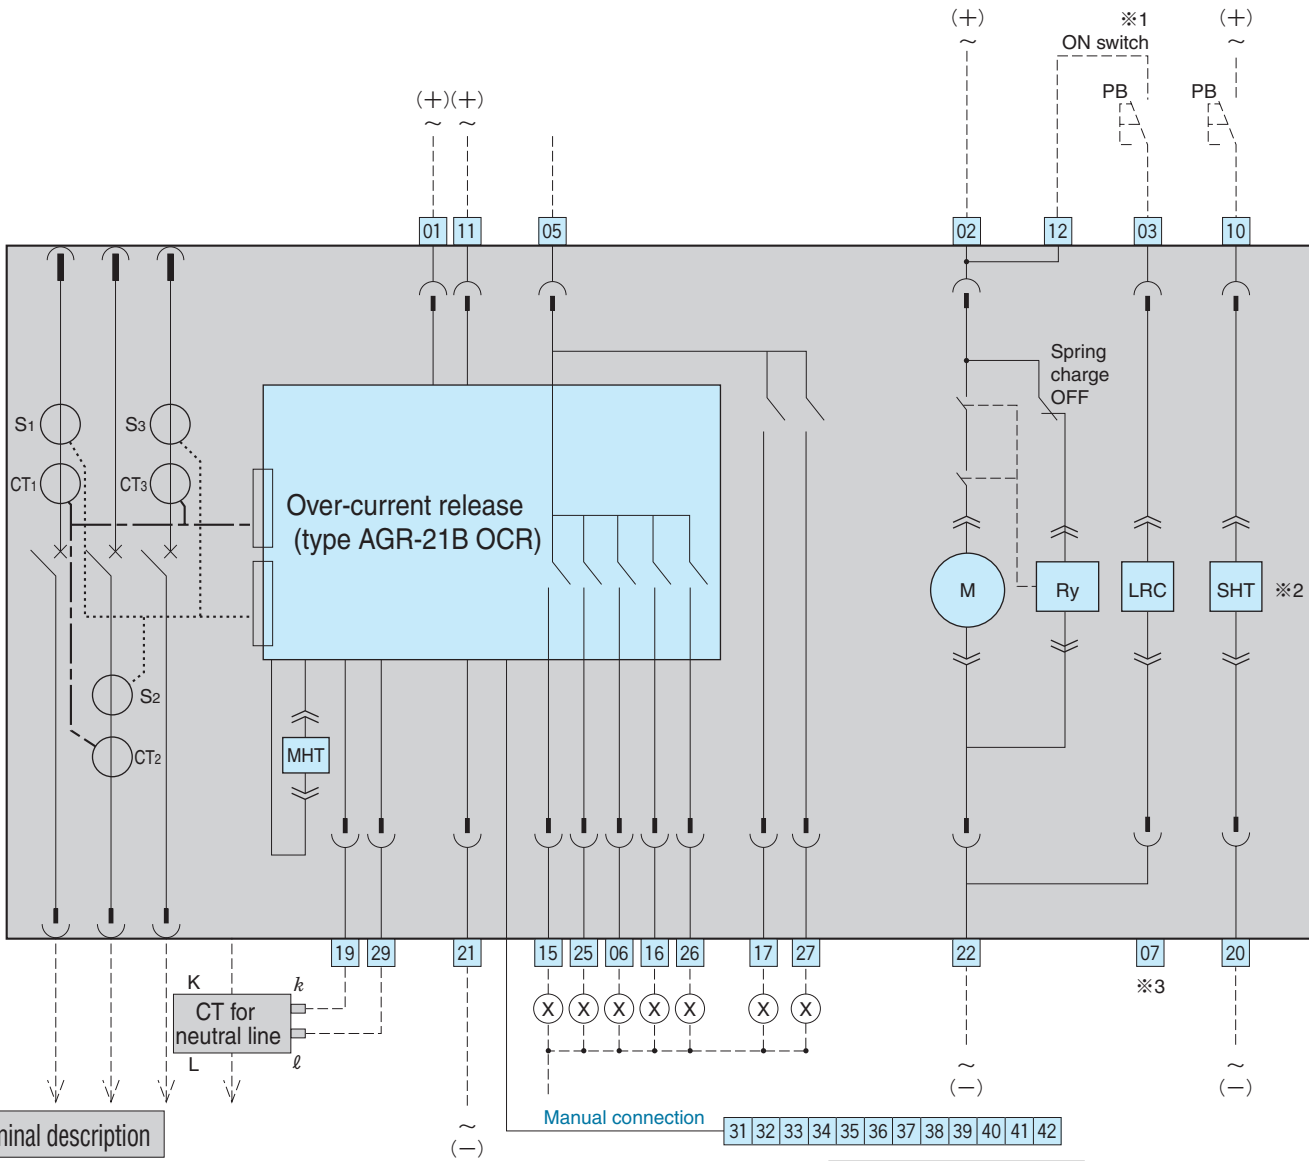 (+) ※1 (+)
~ ON switch ~
PB PB
(+)(+)
~ ~
01 11 05 02 12 03 10
Spring
charge
OFF
S1 S3
CT1 CT3
Over-current release
(type AGR-21B OCR)
M Ry LRC SHT ※2
S2
MHT
CT2
19 29 21 15 25 06 16 26 17 27 22 07 20
K k
※3
CT for
neutral line
X X X X X X X
L ℓ
~ ~
(−) (−)
Manual connection
31 32 33 34 35 36 37 38 39 40 41 42
minal description
~
(−)